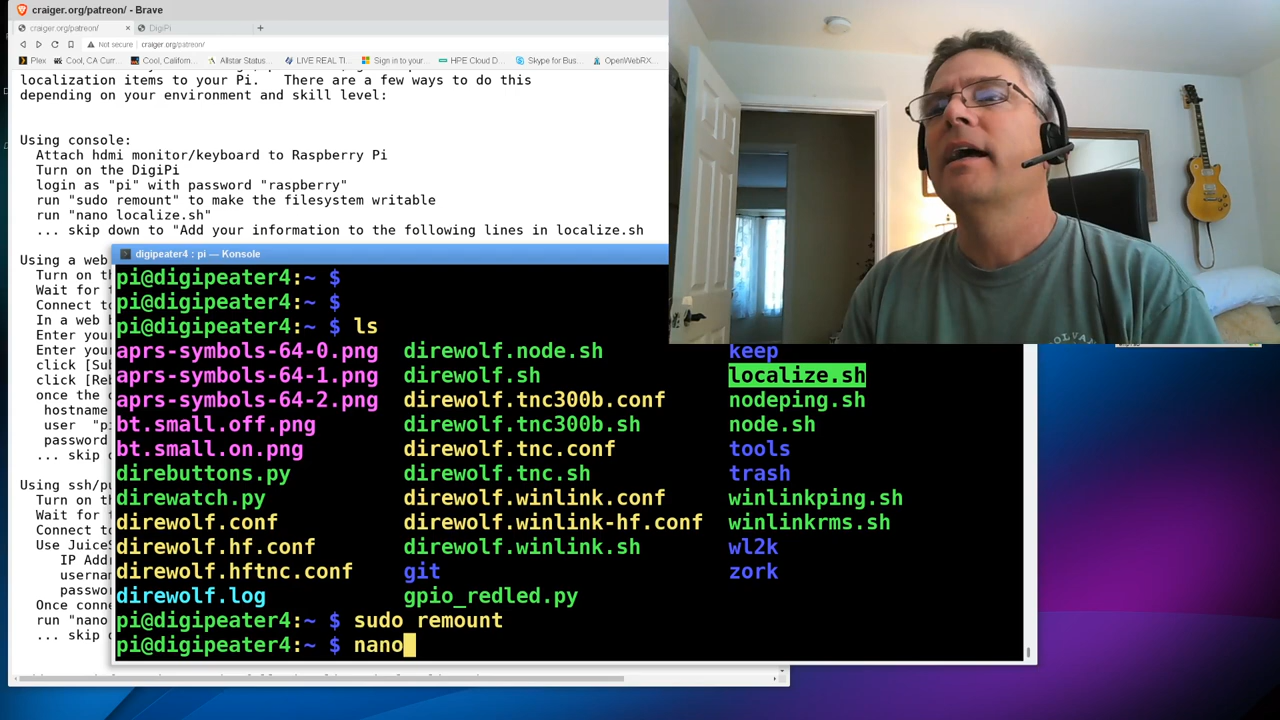 craiger.org/patreon/ - Brave
craiger.org/patreon/ × DigiPi +
Not secure craiger.org/patreon/
Plex Cool, CA Curr... Cool, Californ... Allstar Status... LIVE REAL TI... Sign in to your... HPE Cloud D... Skype for Bus... OpenWebRX...
localization items to your Pi. There are a few ways to do this
depending on your environment and skill level:
Using console:
Attach hdmi monitor/keyboard to Raspberry Pi
Turn on the DigiPi
login as "pi" with password "raspberry"
run "sudo remount" to make the filesystem writable
run "nano localize.sh"
... skip down to "Add your information to the following lines in localize.sh
Using a web
Turn on th
Wait for
Connect to
In a web b
Enter your
Enter your
click [Sub
click [Reb
once the d
hostname
user "p
password
... skip d
Using ssh/pu
Turn on th
Wait for
Connect to
Use JuiceS
IP Addr
usernam
passwo
Once conne
run "nano
... skip d
digipeater4 : pi — Konsole
pi@digipeater4:~ $
pi@digipeater4:~ $
pi@digipeater4:~ $ ls
aprs-symbols-64-0.png direwolf.node.sh keep
aprs-symbols-64-1.png direwolf.sh localize.sh
aprs-symbols-64-2.png direwolf.tnc300b.conf nodeping.sh
bt.small.off.png direwolf.tnc300b.sh node.sh
bt.small.on.png direwolf.tnc.conf tools
direbuttons.py direwolf.tnc.sh trash
direwatch.py direwolf.winlink.conf winlinkping.sh
direwolf.conf direwolf.winlink-hf.conf winlinkrms.sh
direwolf.hf.conf direwolf.winlink.sh wl2k
direwolf.hftnc.conf git zork
direwolf.log gpio_redled.py
pi@digipeater4:~ $ sudo remount
pi@digipeater4:~ $ nano